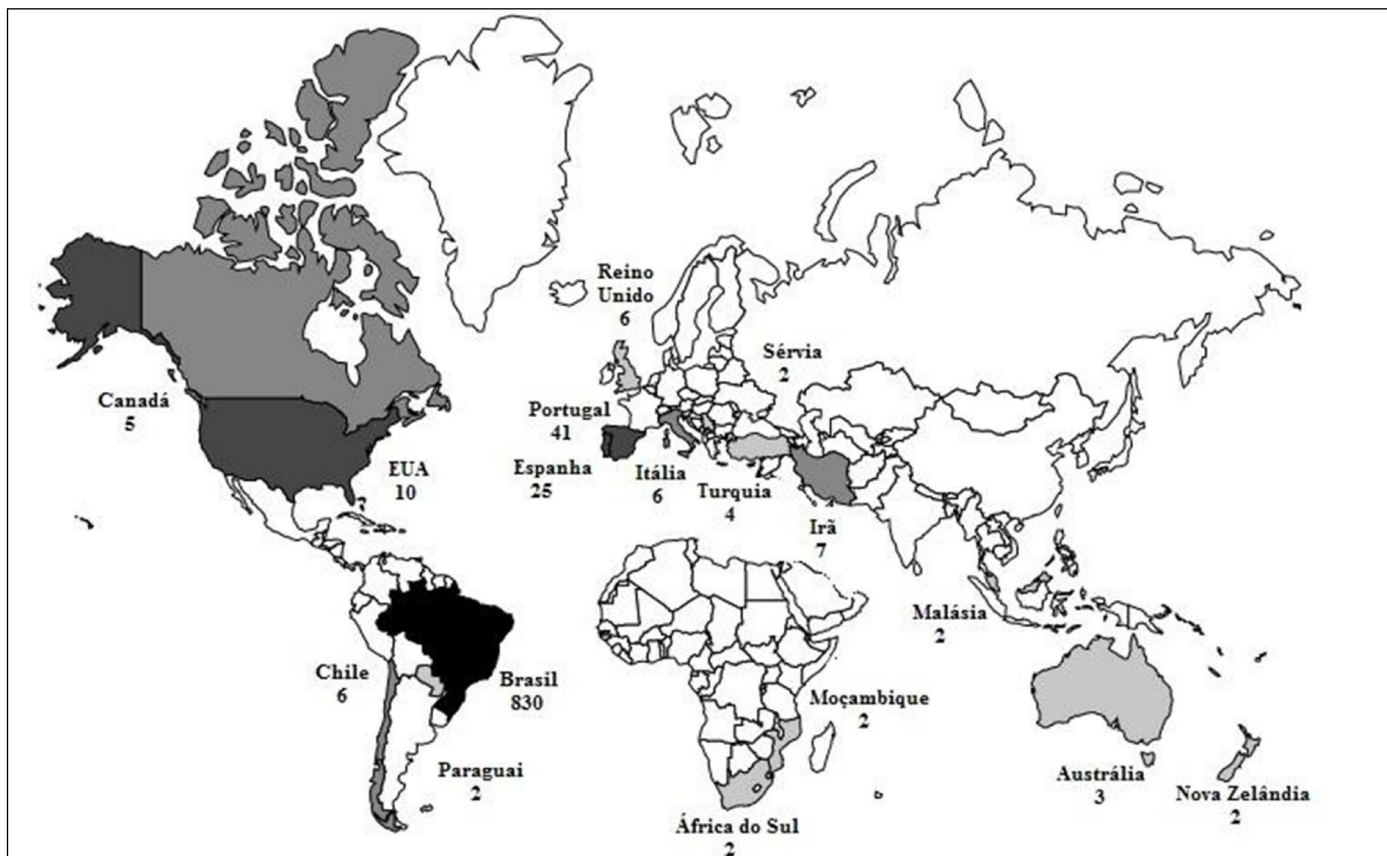 Reino
Unido
6
Sérvia
2
Canadá
5
Portugal
41
EUA
10
Espanha
25
Itália
6
Turquia
4
Irã
7
Malásia
2
Chile
6
Brasil
830
Moçambique
2
Paraguai
2
Austrália
3
Nova Zelândia
2
África do Sul
2